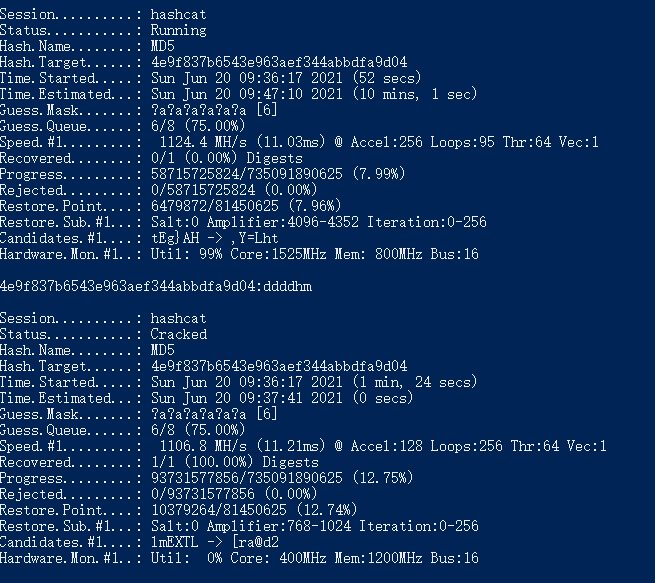 Session..........: hashcat
Status...........: Running
Hash.Name........: MD5
Hash.Target......: 4e9f837b6543e963aef344abbdfa9d04
Time.Started.....: Sun Jun 20 09:36:17 2021 (52 secs)
Time.Estimated...: Sun Jun 20 09:47:10 2021 (10 mins, 1 sec)
Guess.Mask.......: ?a?a?a?a?a?a [6]
Guess.Queue......: 6/8 (75.00%)
Speed.#1.........:  1124.4 MH/s (11.03ms) @ Accel:256 Loops:95 Thr:64 Vec:1
Recovered........: 0/1 (0.00%) Digests
Progress.........: 58715725824/735091890625 (7.99%)
Rejected.........: 0/58715725824 (0.00%)
Restore.Point....: 6479872/81450625 (7.96%)
Restore.Sub.#1...: Salt:0 Amplifier:4096-4352 Iteration:0-256
Candidates.#1....: tEg}AH -> ,Y=Lht
Hardware.Mon.#1..: Util: 99% Core:1525MHz Mem: 800MHz Bus:16
4e9f837b6543e963aef344abbdfa9d04:ddddhm
Session..........: hashcat
Status...........: Cracked
Hash.Name........: MD5
Hash.Target......: 4e9f837b6543e963aef344abbdfa9d04
Time.Started.....: Sun Jun 20 09:36:17 2021 (1 min, 24 secs)
Time.Estimated...: Sun Jun 20 09:37:41 2021 (0 secs)
Guess.Mask.......: ?a?a?a?a?a?a [6]
Guess.Queue......: 6/8 (75.00%)
Speed.#1.........:  1106.8 MH/s (11.21ms) @ Accel:128 Loops:256 Thr:64 Vec:1
Recovered........: 1/1 (100.00%) Digests
Progress.........: 93731577856/735091890625 (12.75%)
Rejected.........: 0/93731577856 (0.00%)
Restore.Point....: 10379264/81450625 (12.74%)
Restore.Sub.#1...: Salt:0 Amplifier:768-1024 Iteration:0-256
Candidates.#1....: lmEXTL -> [ra@d2
Hardware.Mon.#1..: Util:  0% Core: 400MHz Mem:1200MHz Bus:16